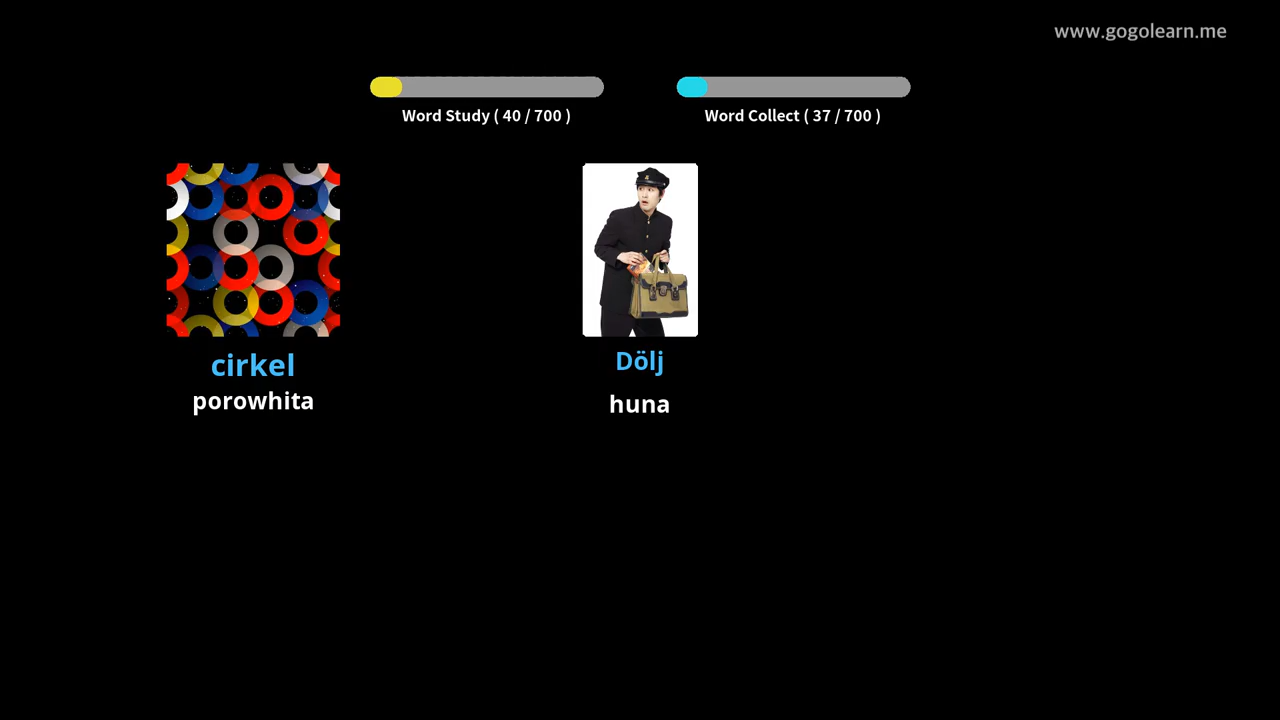 www.gogolearn.me
Word Study ( 40 / 700 )
Word Collect ( 37 / 700 )
cirkel
porowhita
Dölj
huna